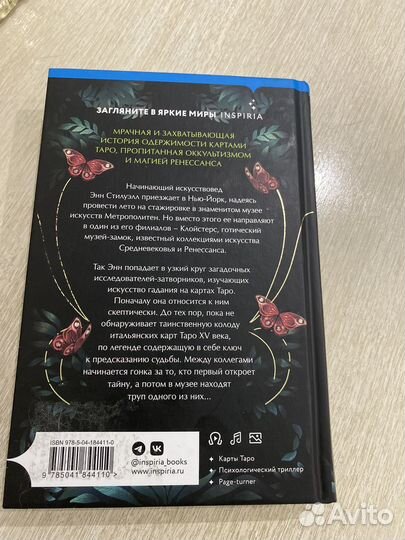 ЗАГЛЯНИТЕ В ЯРКИЕ МИРЫ INSPIRIA
МРАЧНАЯ И ЗАХВАТЫВАЮЩАЯ
ИСТОРИЯ ОДЕРЖИМОСТИ КАРТАМИ
ТАРО, ПРОПИТАННАЯ ОККУЛЬТИЗМОМ
И МАГИЕЙ РЕНЕССАНСА
Начинающий искусствовед
Энн Стилуэлл приезжает в Нью-Йорк, надеясь
провести лето на стажировке в знаменитом музее
искусств Метрополитен. Но вместо этого ее направляют
в один из его филиалов – Клойстерс, готический
музей-замок, известный коллекциями искусства
Средневековья и Ренессанса.
Так Энн попадает в узкий круг загадочных
исследователей-затворников, изучающих
искусство гадания на картах Таро.
Поначалу она относится к ним
скептически. До тех пор, пока не
обнаруживает таинственную колоду
итальянских карт Таро XV века,
по легенде содержащую в себе ключ
к предсказанию судьбы. Между коллегами
начинается гонка за то, кто первый откроет
тайну, а потом в музее находят
труп одного из них...
ISBN 978-5-04-184411-0
9 785041 844110 >
@inspiria_books
www.inspiria.ru
Карты Таро
Психологический триллер
Page-turner
Avito